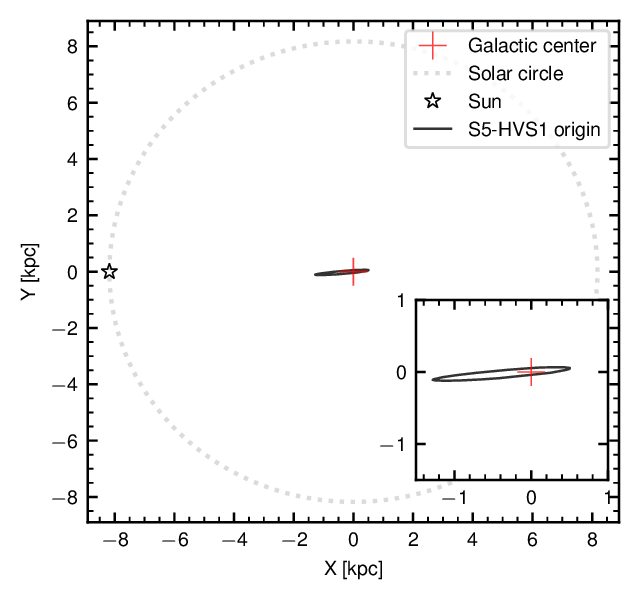 Galactic center
Solar circle
Sun
S5-HVS1 origin
8
6
4
2
0
−2
−4
−6
−8
Y [kpc]
1
0
−1
−1 0 1
−8 −6 −4 −2 0 2 4 6 8
X [kpc]